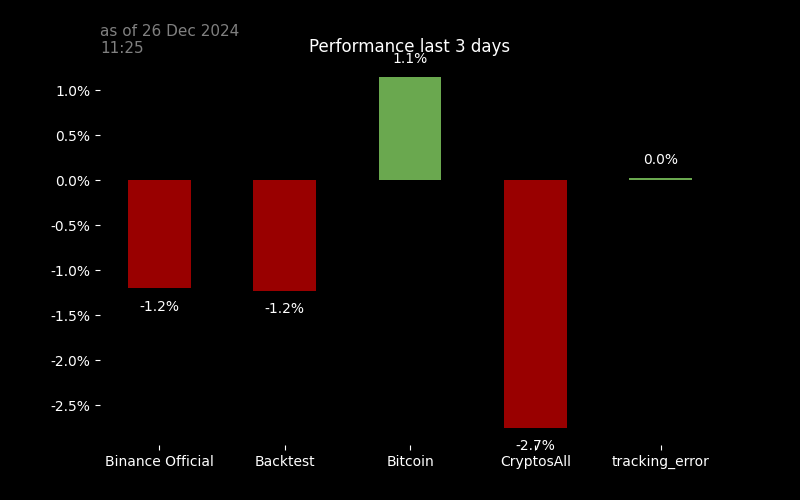 as of 26 Dec 2024
11:25
Performance last 3 days
1.1%
1.0%
0.5%
0.0%
0.0%
-0.5%
-1.0%
-1.2%
-1.2%
-1.5%
-2.0%
-2.5%
-2.7%
Binance Official
Backtest
Bitcoin
CryptosAll
tracking_error